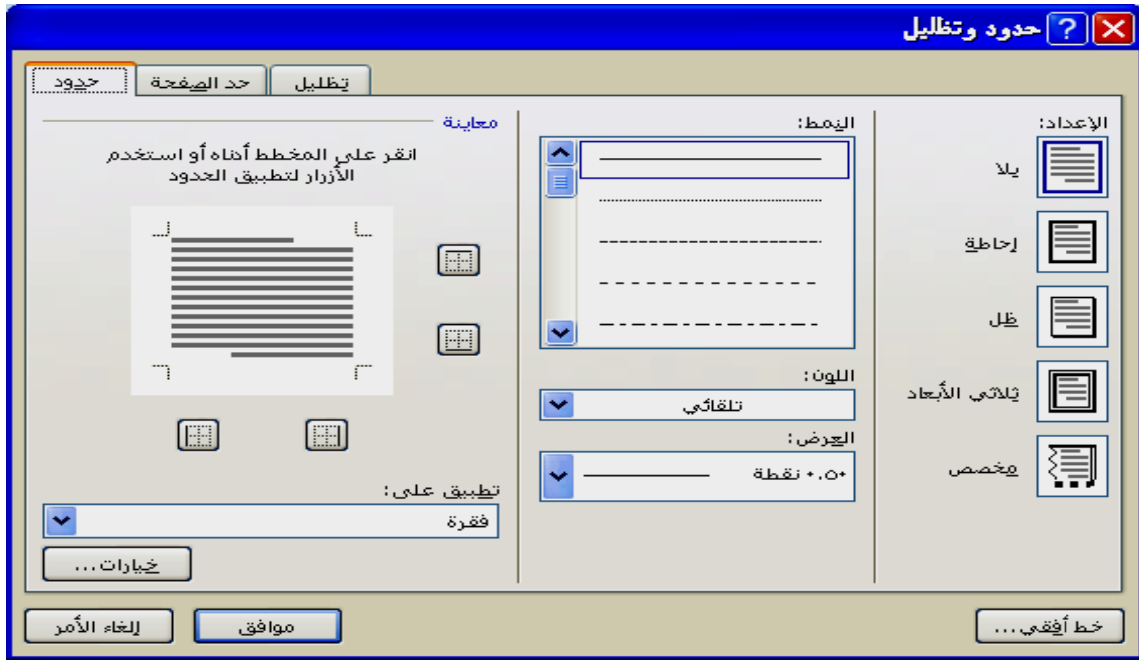 حدود وتظليل
تظليل
حد الصفحة
حدود
الإعداد:
بلا
إحاطة
ظل
ثلاثي الأبعاد
مخصص
النمط:
اللون:
تلقائي
العرض:
٠.٥٠ نقطة
معاينة
انقر على المخطط أدناه أو استخدم
الأزرار لتطبيق الحدود
تطبيق على:
فقرة
خيارات...
خط أفقي...
موافق
إلغاء الأمر